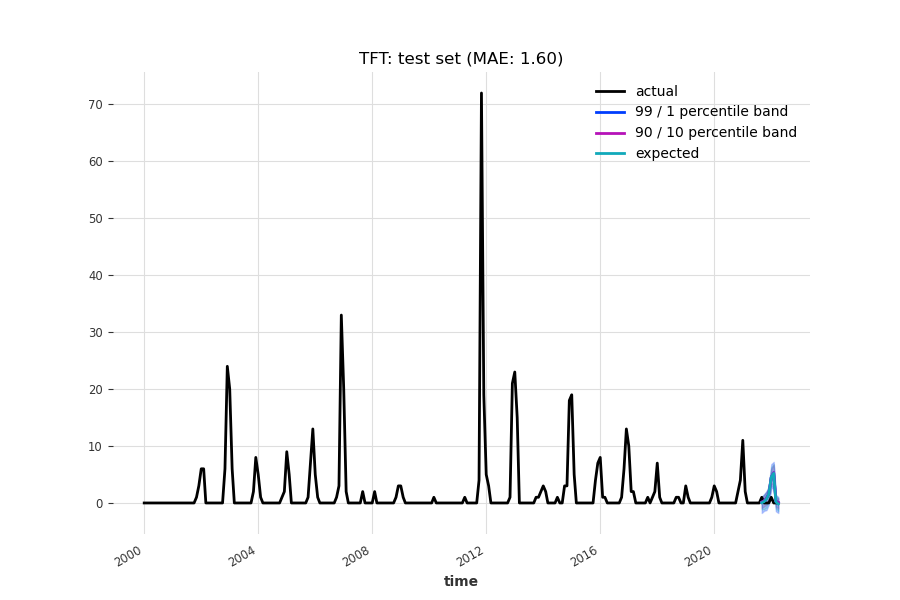 TFT: test set (MAE: 1.60)
actual
99 / 1 percentile band
90 / 10 percentile band
expected
70
60
50
40
30
20
10
0
2000
2004
2008
2012
2016
2020
time